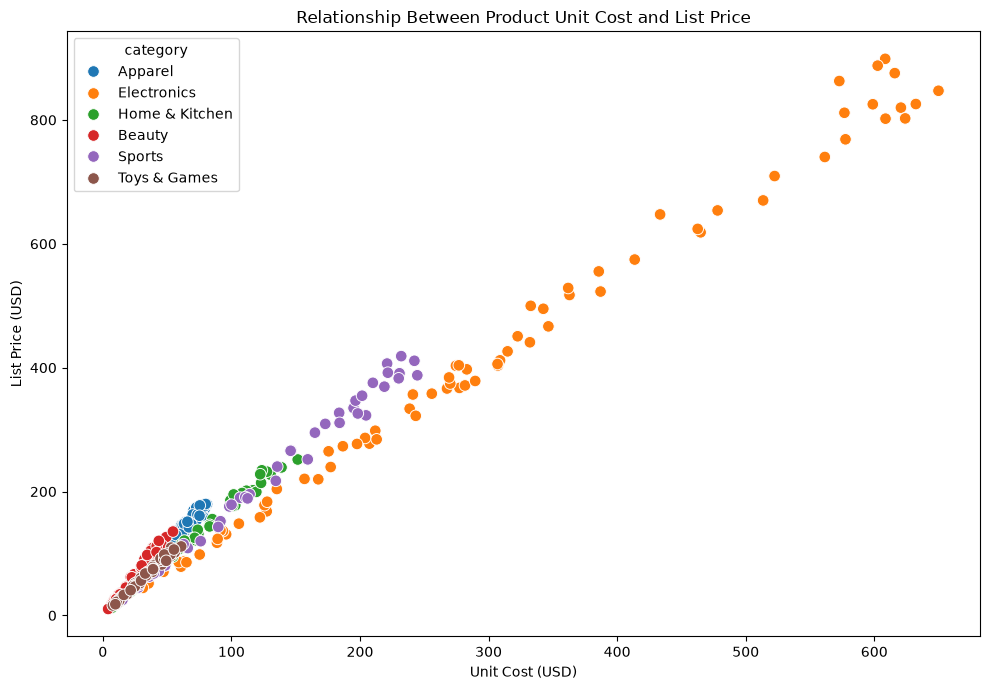 Relationship Between Product Unit Cost and List Price
category
Apparel
Electronics
Home & Kitchen
Beauty
Sports
Toys & Games
List Price (USD)
800
600
400
200
0
0 100 200 300 400 500 600
Unit Cost (USD)